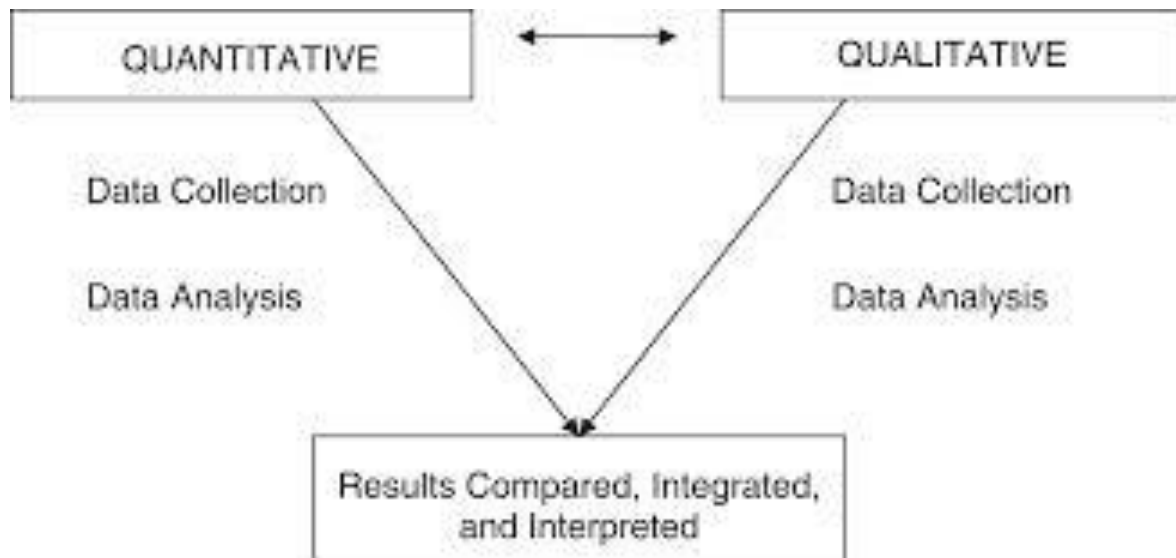 QUANTITATIVE
QUALITATIVE
Data Collection
Data Collection
Data Analysis
Data Analysis
Results Compared, Integrated,
and Interpreted